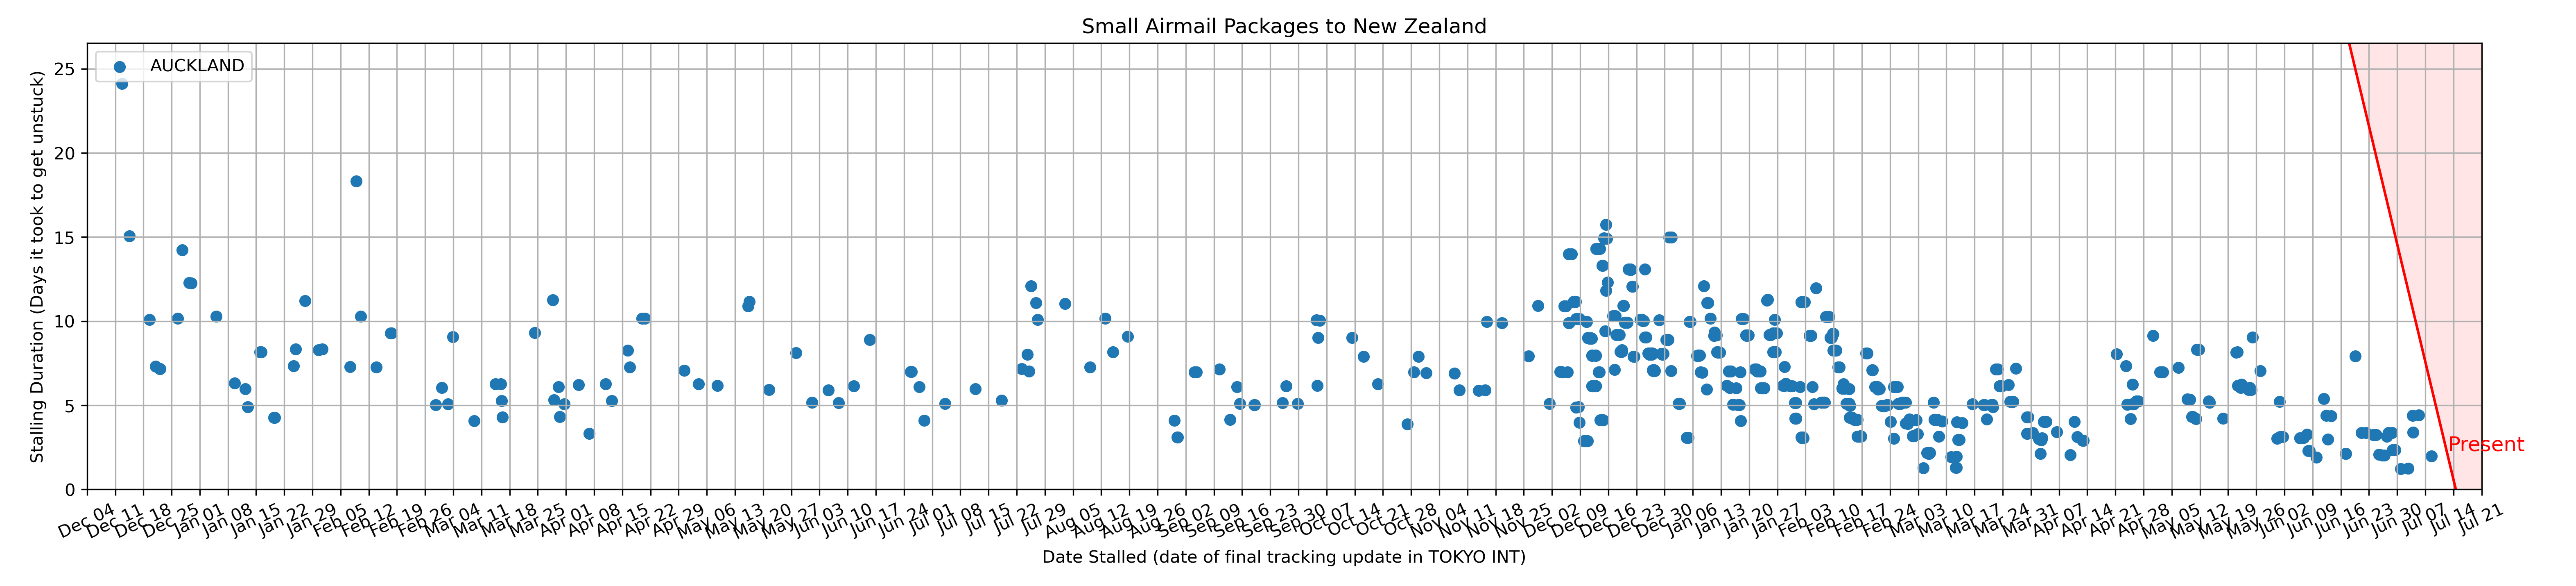 Small Airmail Packages to New Zealand
AUCKLAND
25
20
15
10
5
0
Stalling Duration (Days it took to get unstuck)
Present
Dec 04
Dec 11
Dec 18
Dec 25
Jan 01
Jan 08
Jan 15
Jan 22
Jan 29
Feb 05
Feb 12
Feb 19
Feb 26
Mar 04
Mar 11
Mar 18
Mar 25
Apr 01
Apr 08
Apr 15
Apr 22
Apr 29
May 06
May 13
May 20
May 27
Jun 03
Jun 10
Jun 17
Jun 24
Jul 01
Jul 08
Jul 15
Jul 22
Jul 29
Aug 05
Aug 12
Aug 19
Aug 26
Sep 02
Sep 09
Sep 16
Sep 23
Sep 30
Oct 07
Oct 14
Oct 21
Oct 28
Nov 04
Nov 11
Nov 18
Nov 25
Dec 02
Dec 09
Dec 16
Dec 23
Dec 30
Jan 06
Jan 13
Jan 20
Jan 27
Feb 03
Feb 10
Feb 17
Feb 24
Mar 03
Mar 10
Mar 17
Mar 24
Mar 31
Apr 07
Apr 14
Apr 21
Apr 28
May 05
May 12
May 19
May 26
Jun 02
Jun 09
Jun 16
Jun 23
Jun 30
Jul 07
Jul 14
Jul 21
Date Stalled (date of final tracking update in TOKYO INT)